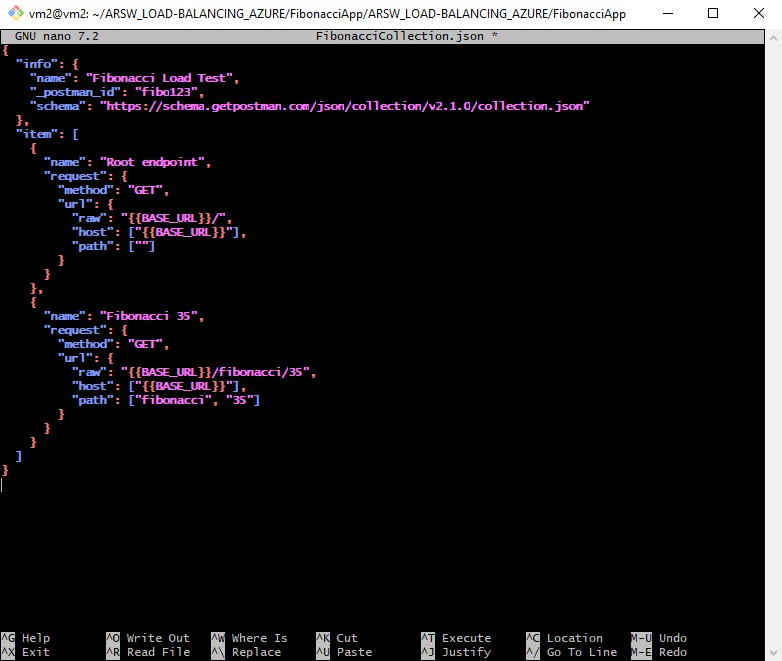 vm2@vm2: ~/ARSW_LOAD-BALANCING_AZURE/FibonacciApp/ARSW_LOAD-BALANCING_AZURE/FibonacciApp
GNU nano 7.2 FibonacciCollection.json *
{
  "info": {
    "name": "Fibonacci Load Test",
    "_postman_id": "fibo123",
    "schema": "https://schema.getpostman.com/json/collection/v2.1.0/collection.json"
  },
  "item": [
    {
      "name": "Root endpoint",
      "request": {
        "method": "GET",
        "url": {
          "raw": "{{BASE_URL}}/",
          "host": ["{{BASE_URL}}"],
          "path": [""]
        }
      }
    },
    {
      "name": "Fibonacci 35",
      "request": {
        "method": "GET",
        "url": {
          "raw": "{{BASE_URL}}/fibonacci/35",
          "host": ["{{BASE_URL}}"],
          "path": ["fibonacci", "35"]
        }
      }
    }
  ]
}
^G Help ^O Write Out ^W Where Is ^K Cut ^T Execute ^C Location M-U Undo
^X Exit ^R Read File ^\ Replace ^U Paste ^J Justify ^/ Go To Line M-E Redo